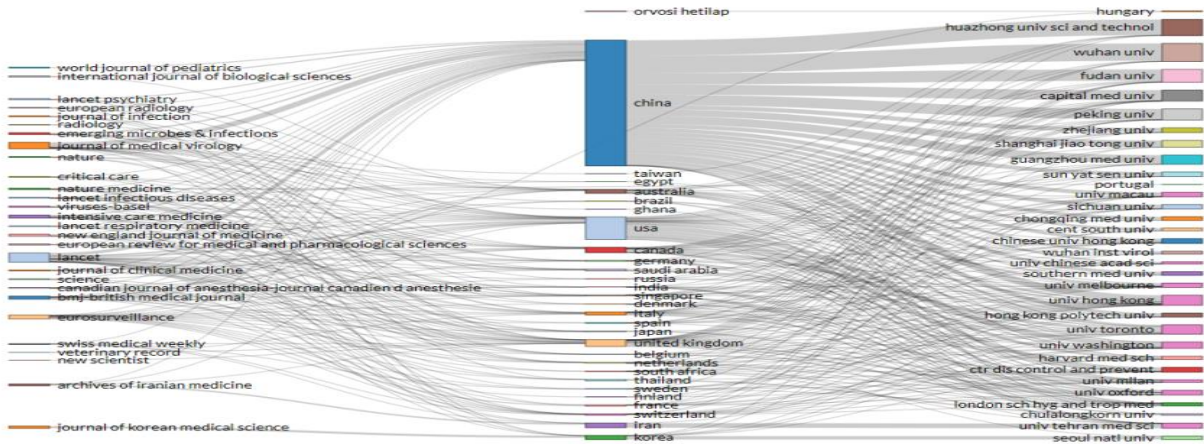 world journal of pediatrics
international journal of biological sciences
lancet psychiatry
european radiology
journal of infection
radiology
emerging microbes & infections
journal of medical virology
nature
critical care
nature medicine
lancet infectious diseases
viruses-basel
intensive care medicine
lancet respiratory medicine
new england journal of medicine
european review for medical and pharmacological sciences
lancet
journal of clinical medicine
science
canadian journal of anesthesia-journal canadien d anesthesie
bmj-british medical journal
eurosurveillance
swiss medical weekly
veterinary record
new scientist
archives of iranian medicine
journal of korean medical science
orvosi hetilap
china
taiwan
egypt
australia
brazil
ghana
usa
canada
germany
saudi arabia
russia
india
singapore
denmark
italy
spain
japan
united kingdom
belgium
netherlands
south africa
thailand
sweden
finland
france
switzerland
iran
korea
hungary
huazhong univ sci and technol
wuhan univ
fudan univ
capital med univ
peking univ
zhejiang univ
shanghai jiao tong univ
guangzhou med univ
sun yat sen univ
portugal
univ macau
sichuan univ
chongqing med univ
cent south univ
chinese univ hong kong
wuhan inst virol
univ chinese acad sci
southern med univ
univ melbourne
univ hong kong
hong kong polytech univ
univ toronto
univ washington
harvard med sch
ctr dis control and prevent
univ milan
univ oxford
london sch hyg and trop med
chulalongkorn univ
univ tehran med sci
seoul natl univ